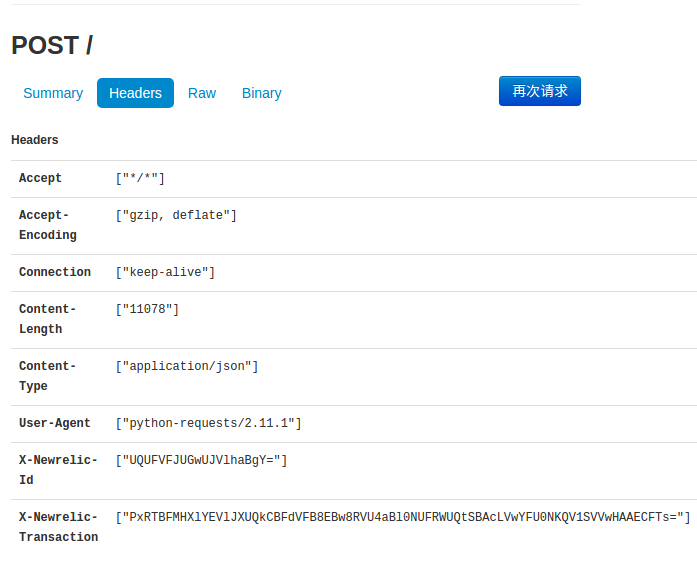 POST /
Summary Headers Raw Binary 再次请求
Headers
Accept ["*/*"]
Accept- ["gzip, deflate"]
Encoding
Connection ["keep-alive"]
Content- ["11078"]
Length
Content- ["application/json"]
Type
User-Agent ["python-requests/2.11.1"]
X-Newrelic- ["UQUFVFJUGwUJVlhaBgY="]
Id
X-Newrelic- ["PxRTBFMHXlYEVlJXUQkCBFdVFB8EBw8RVU4aBl0NUFRWUQtSBAcLVwYFU0NKQV1SVVwHAAECFTs="]
Transaction